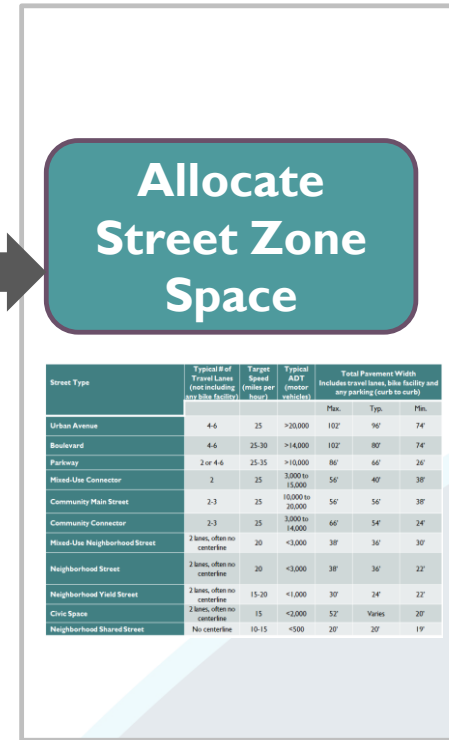 Allocate
Street Zone
Space
Street Type
Typical # of
Travel Lanes
(not including
any bike facility)
Target
Speed
(miles per
hour)
Typical
ADT
(motor
vehicles)
Total Pavement Width
Includes travel lanes, bike facility and
any parking (curb to curb)
Max. Typ. Min.
Urban Avenue 4-6 25 >20,000 102' 96' 74'
Boulevard 4-6 25-30 >14,000 102' 80' 74'
Parkway 2 or 4-6 25-35 >10,000 86' 66' 26'
Mixed-Use Connector 2 25 3,000 to
15,000 56' 40' 38'
Community Main Street 2-3 25 10,000 to
20,000 56' 56' 38'
Community Connector 2-3 25 3,000 to
14,000 66' 54' 24'
Mixed-Use Neighborhood Street 2 lanes, often no
centerline 20 <3,000 38' 36' 30'
Neighborhood Street 2 lanes, often no
centerline 20 <3,000 38' 36' 22'
Neighborhood Yield Street 2 lanes, often no
centerline 15-20 <1,000 30' 24' 22'
Civic Space 2 lanes, often no
centerline 15 <2,000 52' Varies 20'
Neighborhood Shared Street No centerline 10-15 <500 20' 20' 19'